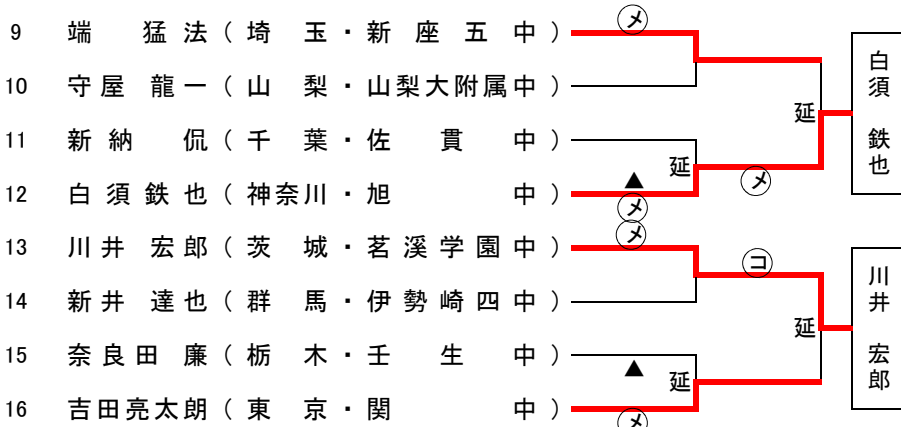 メ
9 端 猛法(埼 玉・新座五中)
10 守屋 龍一(山 梨・山梨大附属中)
延
11 新納 侃(千 葉・佐 貫 中)
延
▲
メ
12 白須鉄也(神奈川・旭 中)
メ
白須 鉄也
メ
13 川井 宏郎(茨 城・茗溪学園中)
コ
14 新井 達也(群 馬・伊勢崎四中)
延
15 奈良田 廉(栃 木・壬 生 中)
▲
延
16 吉田亮太朗(東 京・関 中)
メ
川井 宏郎